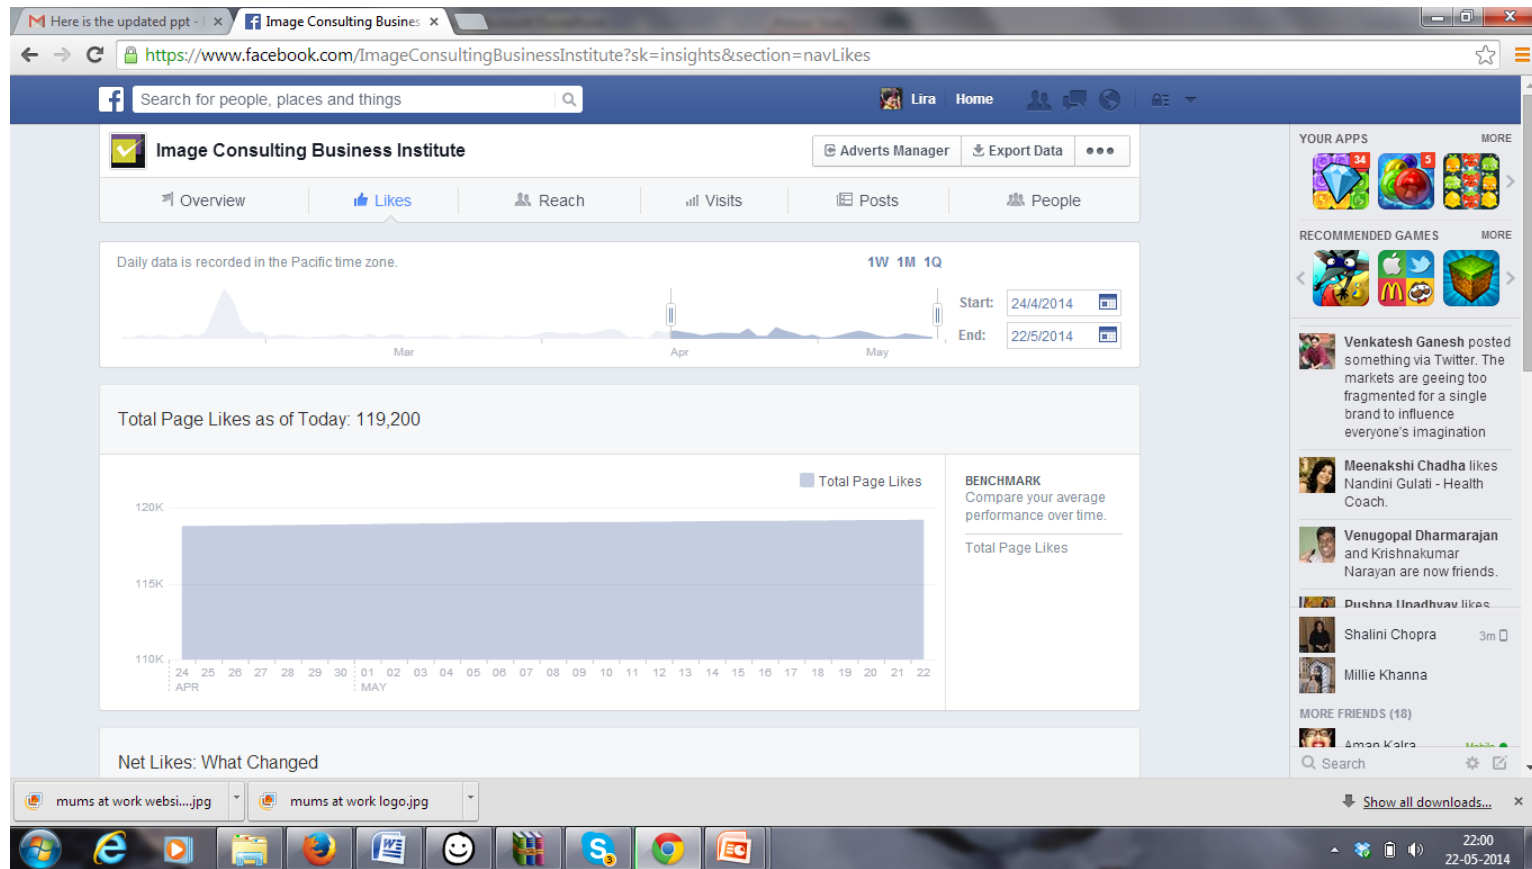 Here is the updated ppt -
Image Consulting Busines
https://www.facebook.com/ImageConsultingBusinessInstitute?sk=insights&section=navLikes
Search for people, places and things
Lira Home
Image Consulting Business Institute
Adverts Manager Export Data
Overview Likes Reach Visits Posts People
Daily data is recorded in the Pacific time zone.
1W 1M 1Q
Start: 24/4/2014
End: 22/5/2014
Mar Apr May
Total Page Likes as of Today: 119,200
Total Page Likes
120K
115K
110K
24 25 26 27 28 29 30 01 02 03 04 05 06 07 08 09 10 11 12 13 14 15 16 17 18 19 20 21 22
APR MAY
BENCHMARK
Compare your average
performance over time.
Total Page Likes
Net Likes: What Changed
YOUR APPS MORE
34 5
RECOMMENDED GAMES MORE
Venkatesh Ganesh posted
something via Twitter. The
markets are geeing too
fragmented for a single
brand to influence
everyone's imagination
Meenakshi Chadha likes
Nandini Gulati - Health
Coach.
Venugopal Dharmarajan
and Krishnakumar
Narayan are now friends.
Pushpa Upadhyay likes
Shalini Chopra 3m
Millie Khanna
MORE FRIENDS (18)
Aman Kalra Mobile
Search
mums at work websi....jpg
mums at work logo.jpg
Show all downloads...
22:00
22-05-2014